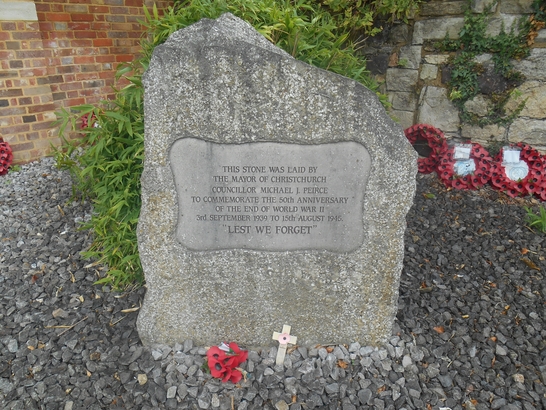 THIS STONE WAS LAID BY
THE MAYOR OF CHRISTCHURCH
COUNCILLOR MICHAEL J. PEIRCE
TO COMMEMORATE THE 50th ANNIVERSARY
OF THE END OF WORLD WAR II
3rd. SEPTEMBER 1939 TO 15th AUGUST 1945.
"LEST WE FORGET"